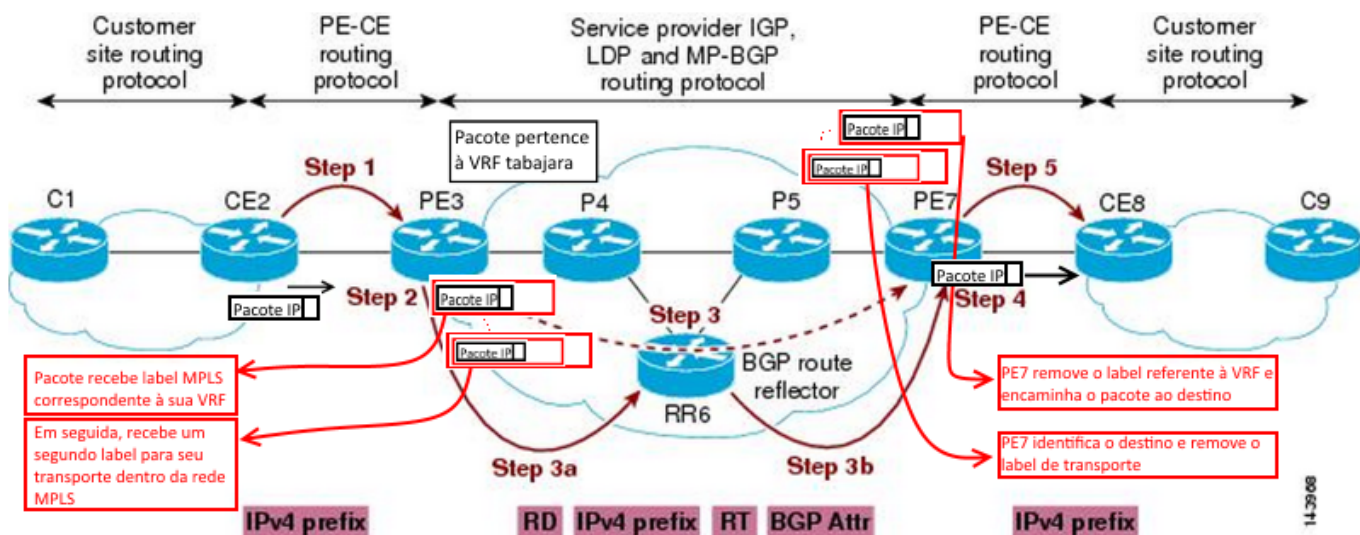 Customer
site routing
protocol
PE-CE
routing
protocol
Service provider IGP,
LDP and MP-BGP
routing protocol
PE-CE
routing
protocol
Customer
site routing
protocol
Pacote pertence
à VRF tabajara
Pacote IP
Pacote IP
Step 1
Step 5
C1
CE2
PE3
P4
P5
PE7
CE8
C9
Pacote IP
Step 2
Pacote IP
Pacote IP
Step 3
Pacote IP
Step 4
BGP route
reflector
RR6
Pacote recebe label MPLS
correspondente à sua VRF
Em seguida, recebe um
segundo label para seu
transporte dentro da rede
MPLS
PE7 remove o label referente à VRF e
encaminha o pacote ao destino
PE7 identifica o destino e remove o
label de transporte
Step 3a
Step 3b
IPv4 prefix
RD
IPv4 prefix
RT
BGP Attr
IPv4 prefix
143968